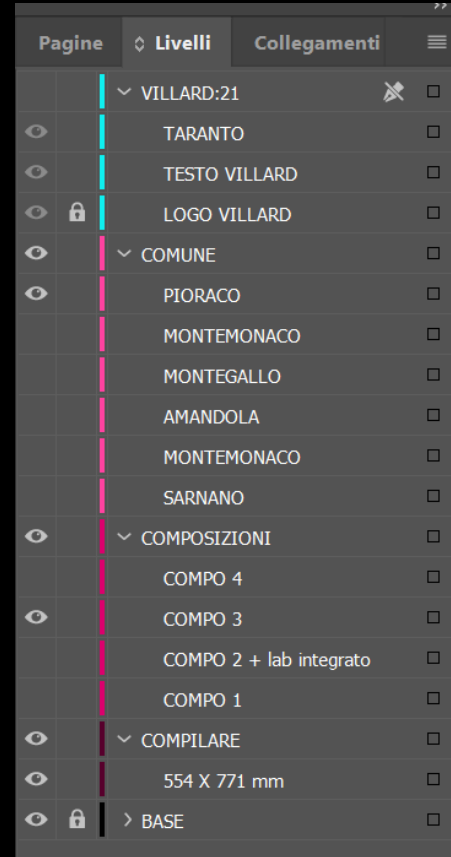 Pagine Livelli Collegamenti
VILLARD:21
TARANTO
TESTO VILLARD
LOGO VILLARD
COMUNE
PIORACO
MONTEMONACO
MONTEGALLO
AMANDOLA
MONTEMONACO
SARNANO
COMPOSIZIONI
COMPO 4
COMPO 3
COMPO 2 + lab integrato
COMPO 1
COMPILARE
554 X 771 mm
BASE